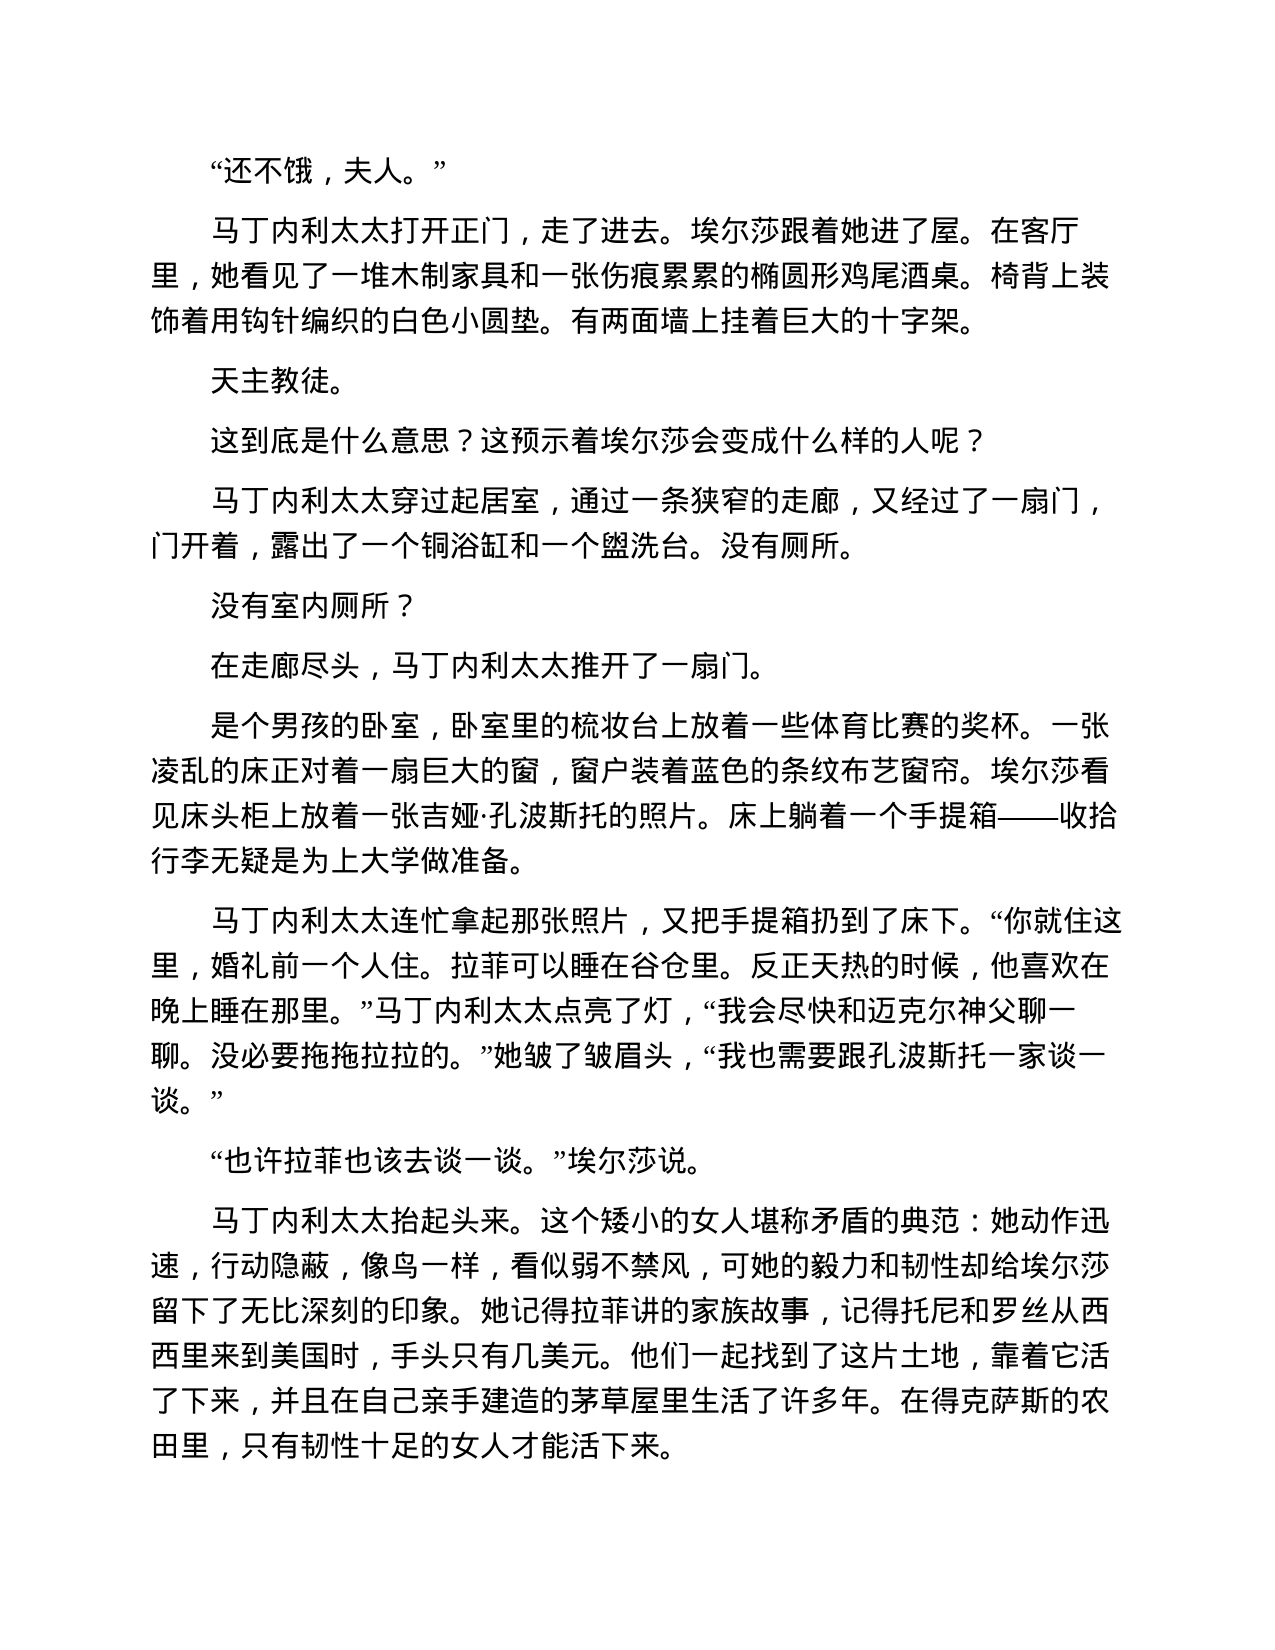 “还不饿，夫人。”
马丁内利太太打开正门，走了进去。埃尔莎跟着她进了屋。在客厅
里，她看见了一堆木制家具和一张伤痕累累的椭圆形鸡尾酒桌。椅背上装
饰着用钩针编织的白色小圆垫。有两面墙上挂着巨大的十字架。
天主教徒。
这到底是什么意思？这预示着埃尔莎会变成什么样的人呢？
马丁内利太太穿过起居室，通过一条狭窄的走廊，又经过了一扇门，
门开着，露出了一个铜浴缸和一个盥洗台。没有厕所。
没有室内厕所？
在走廊尽头，马丁内利太太推开了一扇门。
是个男孩的卧室，卧室里的梳妆台上放着一些体育比赛的奖杯。一张
凌乱的床正对着一扇巨大的窗，窗户装着蓝色的条纹布艺窗帘。埃尔莎看
见床头柜上放着一张吉娅·孔波斯托的照片。床上躺着一个手提箱——收拾
行李无疑是为上大学做准备。
马丁内利太太连忙拿起那张照片，又把手提箱扔到了床下。“你就住这
里，婚礼前一个人住。拉菲可以睡在谷仓里。反正天热的时候，他喜欢在
晚上睡在那里。”马丁内利太太点亮了灯，“我会尽快和迈克尔神父聊一
聊。没必要拖拖拉拉的。”她皱了皱眉头，“我也需要跟孔波斯托一家谈一
谈。”
“也许拉菲也该去谈一谈。”埃尔莎说。
马丁内利太太抬起头来。这个矮小的女人堪称矛盾的典范：她动作迅
速，行动隐蔽，像鸟一样，看似弱不禁风，可她的毅力和韧性却给埃尔莎
留下了无比深刻的印象。她记得拉菲讲的家族故事，记得托尼和罗丝从西
西里来到美国时，手头只有几美元。他们一起找到了这片土地，靠着它活
了下来，并且在自己亲手建造的茅草屋里生活了许多年。在得克萨斯的农
田里，只有韧性十足的女人才能活下来。